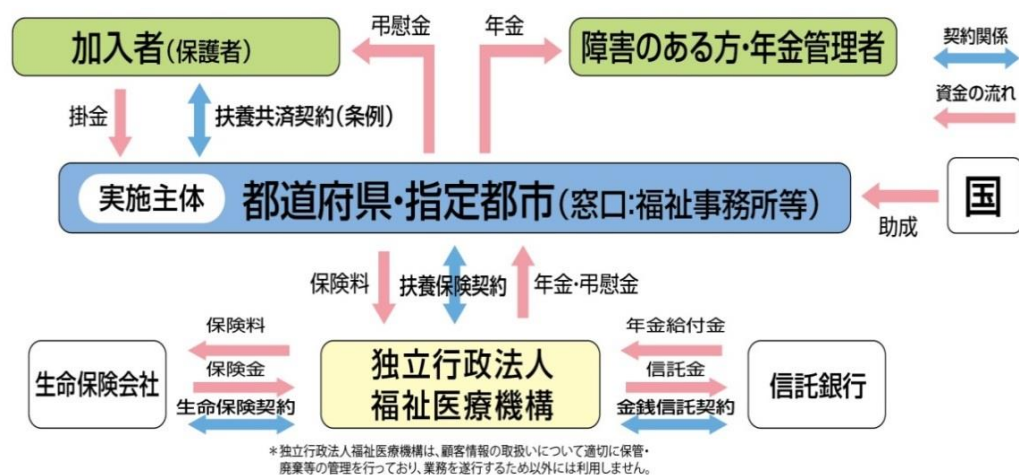 弔慰金
年金
加入者(保護者)
障害のある方・年金管理者
契約関係
資金の流れ
掛金
扶養共済契約(条例)
実施主体
都道府県・指定都市(窓口:福祉事務所等)
国
助成
保険料
扶養保険契約
年金・弔慰金
保険料
保険金
生命保険契約
生命保険会社
独立行政法人
福祉医療機構
年金給付金
信託金
金銭信託契約
信託銀行
*独立行政法人福祉医療機構は、顧客情報の取扱いについて適切に保管・
廃棄等の管理を行っており、業務を遂行するため以外には利用しません。